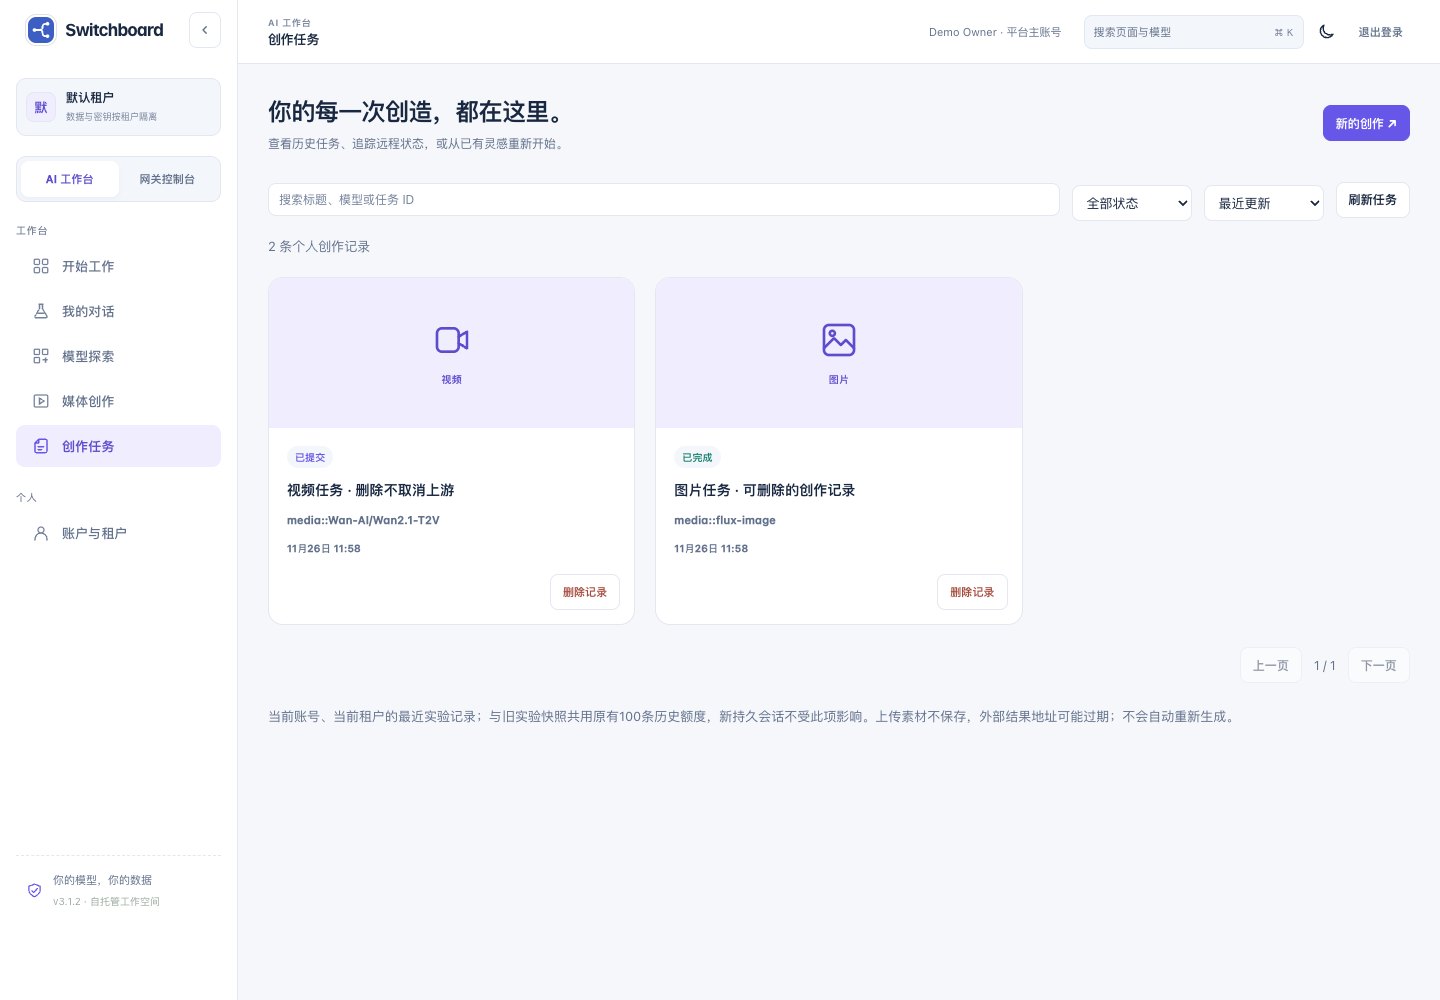 Switchboard
默
默认租户
数据与密钥按租户隔离
AI 工作台
网关控制台
工作台
开始工作
我的对话
模型探索
媒体创作
创作任务
个人
账户与租户
你的模型，你的数据
v3.1.2 · 自托管工作空间
AI 工作台
创作任务
Demo Owner · 平台主账号
搜索页面与模型
⌘ K
退出登录
你的每一次创造，都在这里。
查看历史任务、追踪远程状态，或从已有灵感重新开始。
新的创作
搜索标题、模型或任务 ID
全部状态
最近更新
刷新任务
2 条个人创作记录
视频
已提交
视频任务 · 删除不取消上游
media::Wan-AI/Wan2.1-T2V
11月26日 11:58
删除记录
图片
已完成
图片任务 · 可删除的创作记录
media::flux-image
11月26日 11:58
删除记录
上一页
1 / 1
下一页
当前账号、当前租户的最近实验记录；与旧实验快照共用原有100条历史额度，新持久会话不受此项影响。上传素材不保存，外部结果地址可能过期；不会自动重新生成。